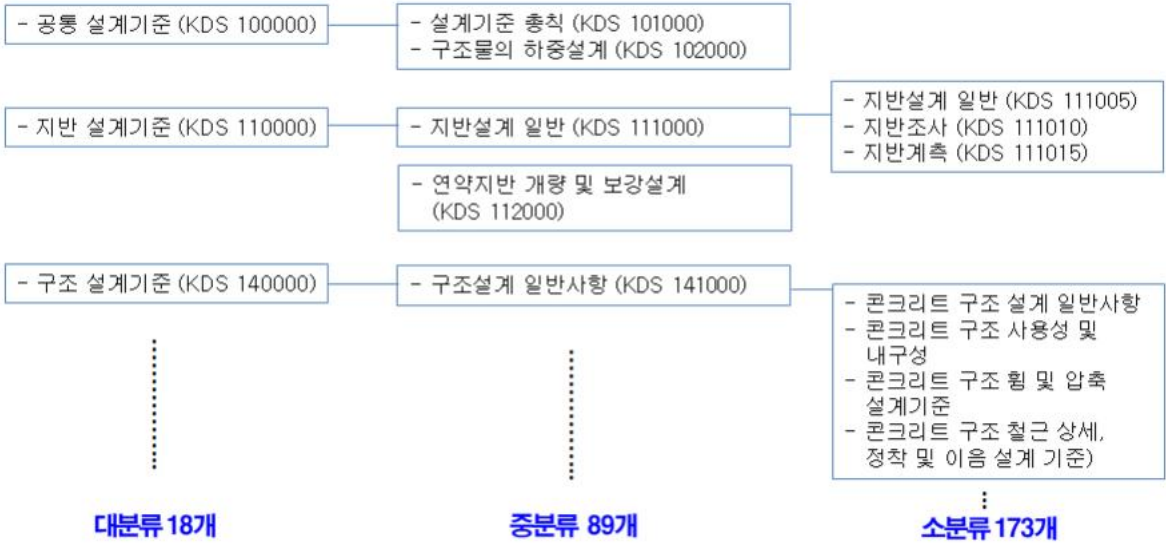 - 공통 설계기준 (KDS 100000)
- 설계기준 총칙 (KDS 101000)
- 구조물의 하중설계 (KDS 102000)
- 지반 설계기준 (KDS 110000)
- 지반설계 일반 (KDS 111000)
- 지반설계 일반 (KDS 111005)
- 지반조사 (KDS 111010)
- 지반계측 (KDS 111015)
- 연약지반 개량 및 보강설계
(KDS 112000)
- 구조 설계기준 (KDS 140000)
- 구조설계 일반사항 (KDS 141000)
- 콘크리트 구조 설계 일반사항
- 콘크리트 구조 사용성 및
내구성
- 콘크리트 구조 휨 및 압축
설계기준
- 콘크리트 구조 철근 상세,
정착 및 이음 설계 기준)
대분류 18개
중분류 89개
소분류 173개